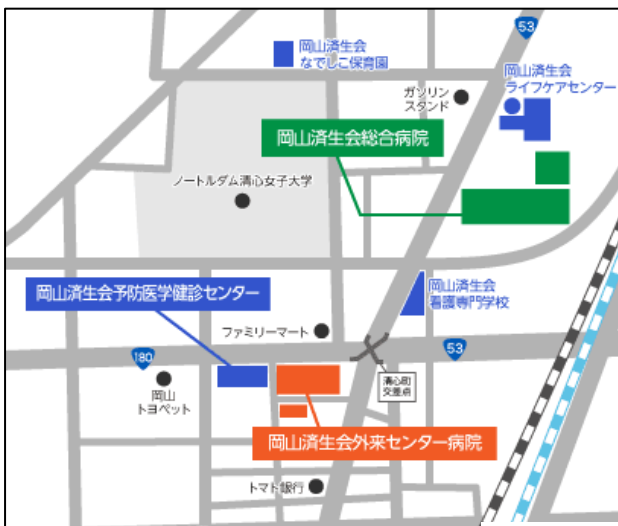 53
岡山済生会
なでしこ保育園
岡山済生会
ライフケアセンター
ガソリン
スタンド
岡山済生会総合病院
ノートルダム清心女子大学
岡山済生会予防医学健診センター
岡山済生会
看護専門学校
ファミリーマート
180
53
清心町
交差点
岡山
トヨペット
岡山済生会外来センター病院
トマト銀行